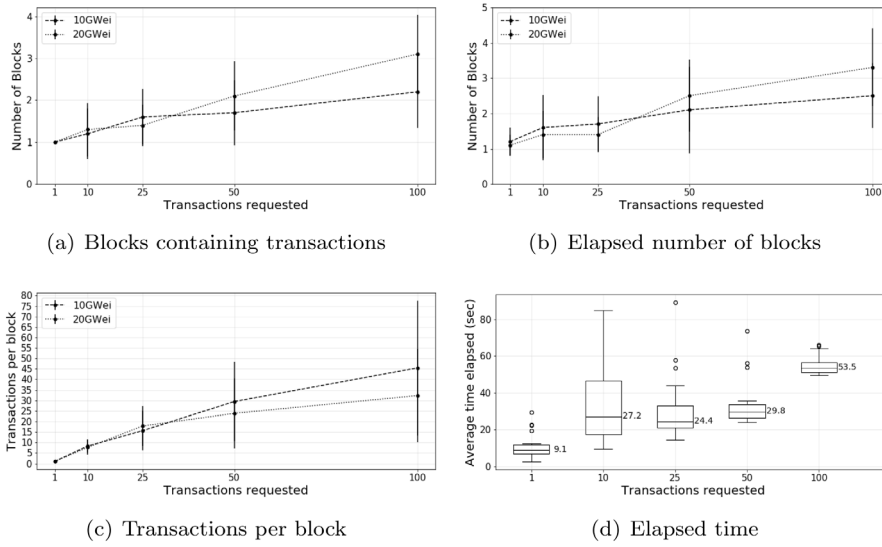 4
3
2
1
0
10GWei
20GWei
Number of Blocks
1 10 25 50 100
Transactions requested
(a) Blocks containing transactions
5
4
3
2
1
0
10GWei
20GWei
Number of Blocks
1 10 25 50 100
Transactions requested
(b) Elapsed number of blocks
80
75
70
65
60
55
50
45
40
35
30
25
20
15
10
5
0
10GWei
20GWei
Transactions per block
1 10 25 50 100
Transactions requested
(c) Transactions per block
80
60
40
20
0
Average time elapsed (sec)
9.1
27.2
24.4
29.8
53.5
1 10 25 50 100
Transactions requested
(d) Elapsed time